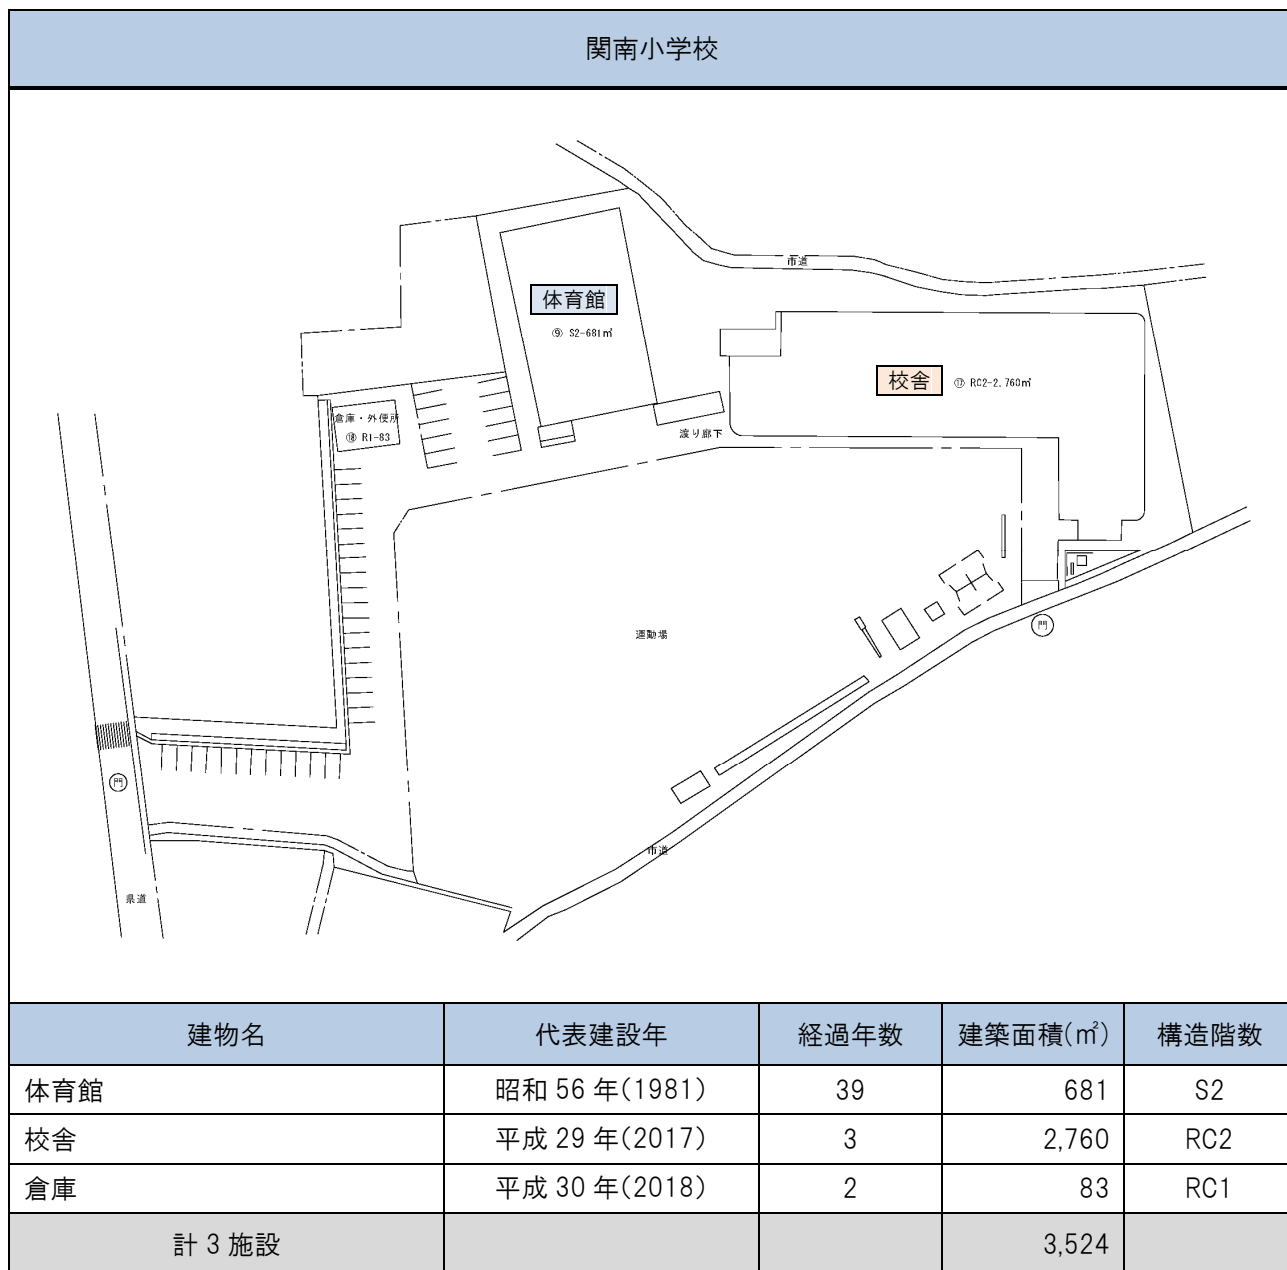 関南小学校
市道
体育館
⑨ S2-681㎡
校舎
⑰ RC2-2,760㎡
倉庫・外便所
⑱ R1-83
渡り廊下
運動場
門
門
市道
県道
建物名 代表建設年 経過年数 建築面積(㎡) 構造階数
体育館 昭和 56 年(1981) 39 681 S2
校舎 平成 29 年(2017) 3 2,760 RC2
倉庫 平成 30 年(2018) 2 83 RC1
計 3 施設 3,524